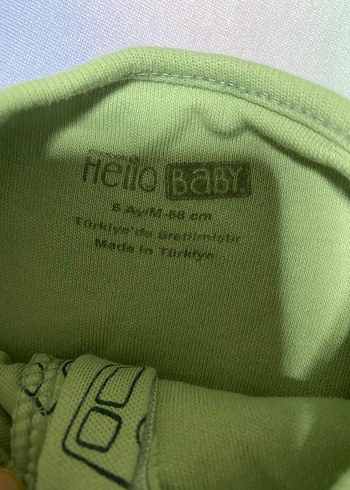 Hello BABY.
6 Ay/M -68 cm
Türkiye'de üretilmiştir
Made in Türkiye